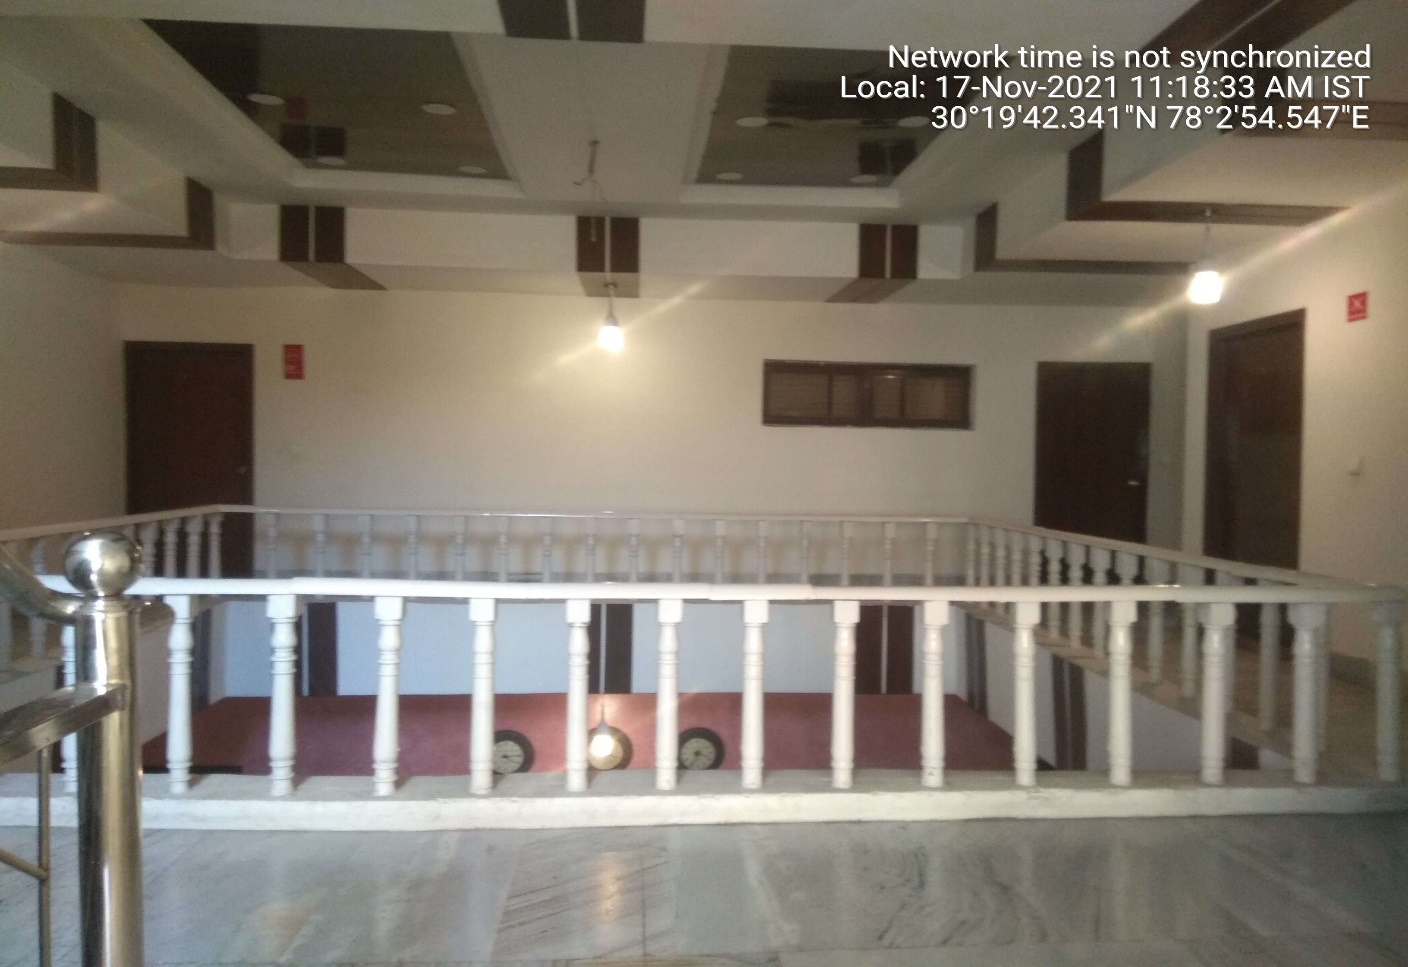 Network time is not synchronized
Local: 17-Nov-2021 11:18:33 AM IST
30°19'42.341"N 78°2'54.547"E